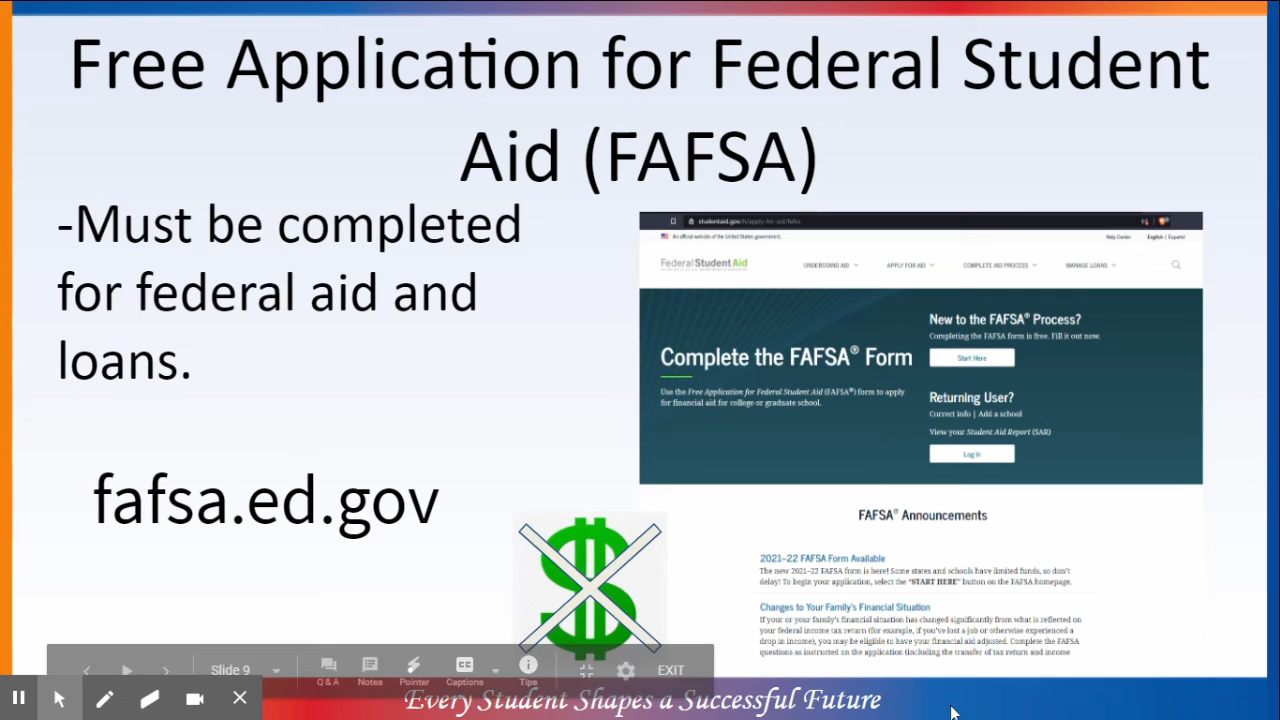 Free Application for Federal Student
Aid (FAFSA)
-Must be completed
for federal aid and
loans.
fafsa.ed.gov
studentaid.gov/h/apply-for-aid/fafsa
An official website of the United States government.
Help Center
English | Español
Federal Student Aid
UNDERSTAND AID
APPLY FOR AID
COMPLETE AID PROCESS
MANAGE LOANS
Complete the FAFSA® Form
Use the Free Application for Federal Student Aid (FAFSA®) form to apply
for financial aid for college or graduate school.
New to the FAFSA® Process?
Completing the FAFSA form is free. Fill it out now.
Start Here
Returning User?
Correct info | Add a school
View your Student Aid Report (SAR)
Log In
FAFSA® Announcements
2021–22 FAFSA Form Available
The new 2021–22 FAFSA form is here! Some states and schools have limited funds, so don't
delay! To begin your application, select the "START HERE" button on the FAFSA homepage.
Changes to Your Family's Financial Situation
If your or your family's financial situation has changed significantly from what is reflected on
your federal income tax return (for example, if you've lost a job or otherwise experienced a
drop in income), you may be eligible to have your financial aid adjusted. Complete the FAFSA
questions as instructed on the application (including the transfer of tax return and income
$
Slide 9
Q & A
Notes
Pointer
CC
Captions
Tips
EXIT
Every Student Shapes a Successful Future